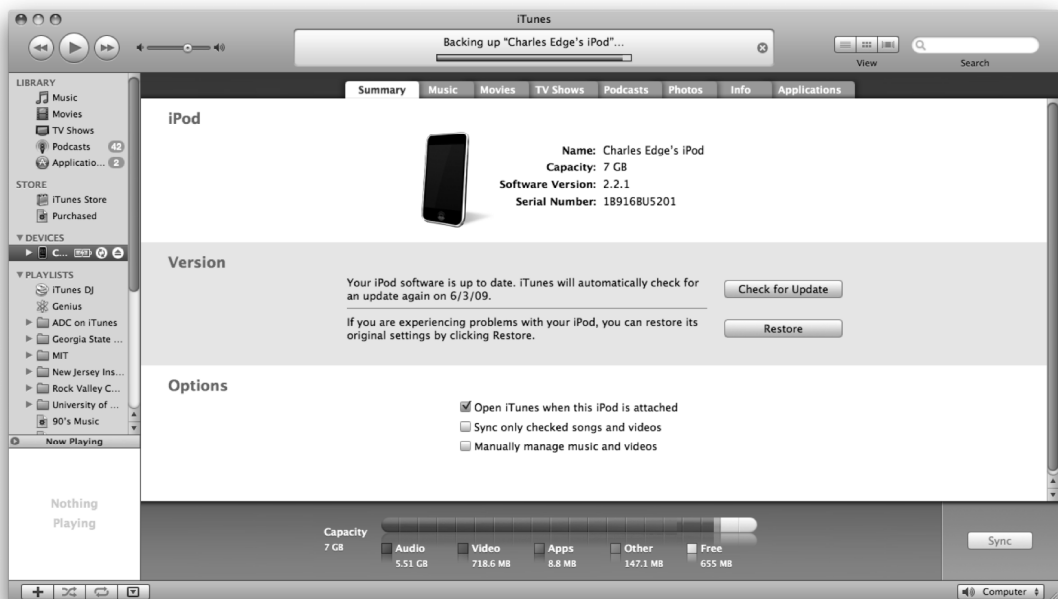 iTunes
Backing up “Charles Edge’s iPod”...
View
Search
LIBRARY
Music
Movies
TV Shows
Podcasts 42
Applicatio... 2
STORE
iTunes Store
Purchased
DEVICES
C...
PLAYLISTS
iTunes DJ
Genius
ADC on iTunes
Georgia State ...
MIT
New Jersey Ins...
Rock Valley C...
University of ...
90's Music
Now Playing
Nothing
Playing
Summary Music Movies TV Shows Podcasts Photos Info Applications
iPod
Name: Charles Edge’s iPod
Capacity: 7 GB
Software Version: 2.2.1
Serial Number: 1B916BU5201
Version
Your iPod software is up to date. iTunes will automatically check for
an update again on 6/3/09.
Check for Update
If you are experiencing problems with your iPod, you can restore its
original settings by clicking Restore.
Restore
Options
Open iTunes when this iPod is attached
Sync only checked songs and videos
Manually manage music and videos
Capacity
7 GB
Audio
5.51 GB
Video
718.6 MB
Apps
8.8 MB
Other
147.1 MB
Free
655 MB
Sync
Computer